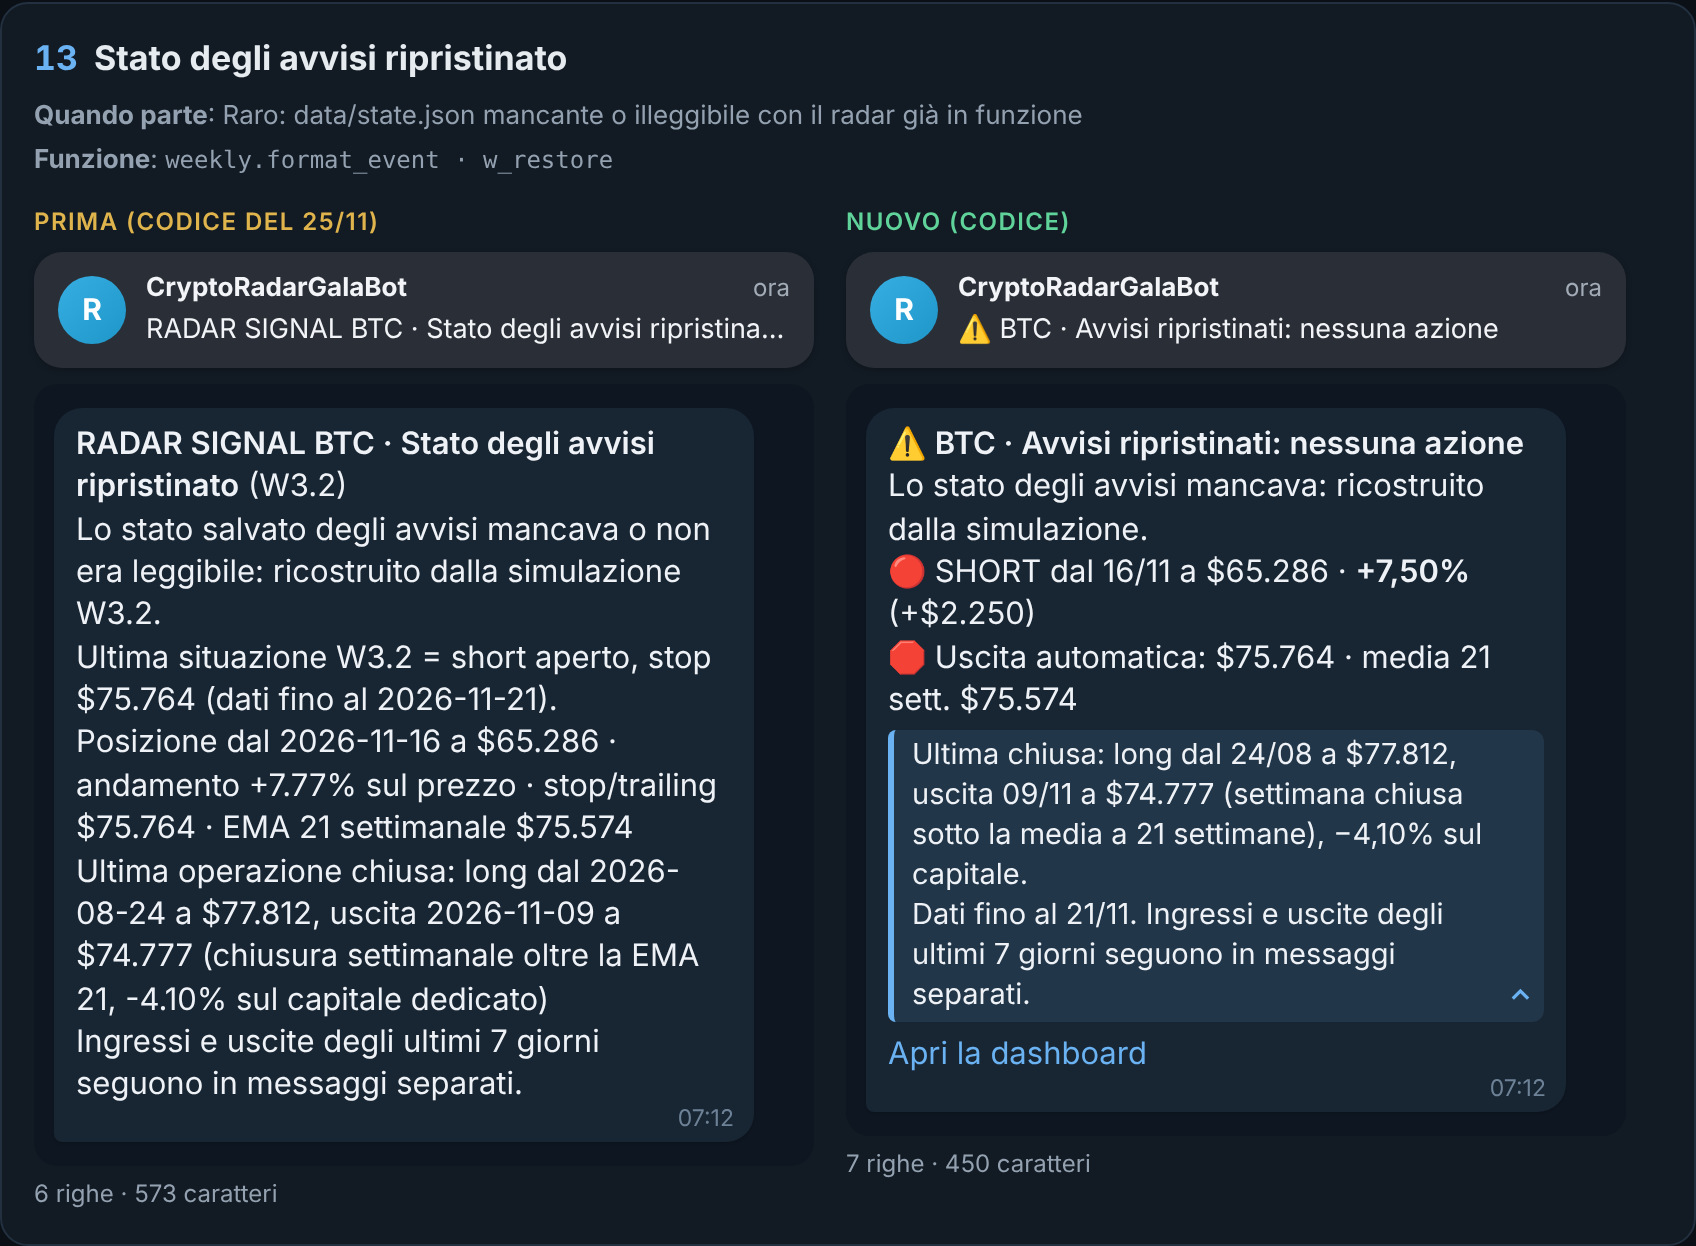 13 Stato degli avvisi ripristinato
Quando parte: Raro: data/state.json mancante o illeggibile con il radar già in funzione
Funzione: weekly.format_event · w_restore
PRIMA (CODICE DEL 25/11)
R
CryptoRadarGalaBot
ora
RADAR SIGNAL BTC · Stato degli avvisi ripristina...
RADAR SIGNAL BTC · Stato degli avvisi
ripristinato (W3.2)
Lo stato salvato degli avvisi mancava o non
era leggibile: ricostruito dalla simulazione
W3.2.
Ultima situazione W3.2 = short aperto, stop
$75.764 (dati fino al 2026-11-21).
Posizione dal 2026-11-16 a $65.286 ·
andamento +7.77% sul prezzo · stop/trailing
$75.764 · EMA 21 settimanale $75.574
Ultima operazione chiusa: long dal 2026-
08-24 a $77.812, uscita 2026-11-09 a
$74.777 (chiusura settimanale oltre la EMA
21, -4.10% sul capitale dedicato)
Ingressi e uscite degli ultimi 7 giorni
seguono in messaggi separati.
07:12
6 righe · 573 caratteri
NUOVO (CODICE)
R
CryptoRadarGalaBot
ora
⚠️ BTC · Avvisi ripristinati: nessuna azione
⚠️ BTC · Avvisi ripristinati: nessuna azione
Lo stato degli avvisi mancava: ricostruito
dalla simulazione.
🔴 SHORT dal 16/11 a $65.286 · +7,50%
(+$2.250)
🛑 Uscita automatica: $75.764 · media 21
sett. $75.574
Ultima chiusa: long dal 24/08 a $77.812,
uscita 09/11 a $74.777 (settimana chiusa
sotto la media a 21 settimane), −4,10% sul
capitale.
Dati fino al 21/11. Ingressi e uscite degli
ultimi 7 giorni seguono in messaggi
separati.
Apri la dashboard
07:12
7 righe · 450 caratteri